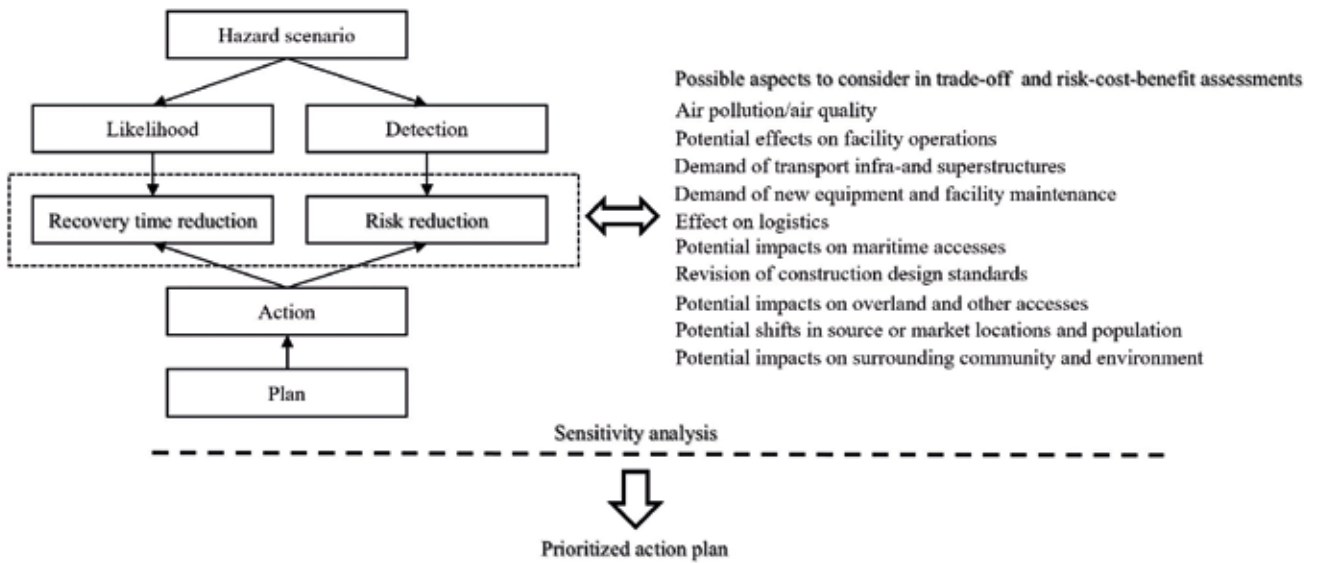 Hazard scenario
Likelihood
Detection
Recovery time reduction
Risk reduction
Action
Plan
Possible aspects to consider in trade-off and risk-cost-benefit assessments
Air pollution/air quality
Potential effects on facility operations
Demand of transport infra-and superstructures
Demand of new equipment and facility maintenance
Effect on logistics
Potential impacts on maritime accesses
Revision of construction design standards
Potential impacts on overland and other accesses
Potential shifts in source or market locations and population
Potential impacts on surrounding community and environment
Sensitivity analysis
Prioritized action plan